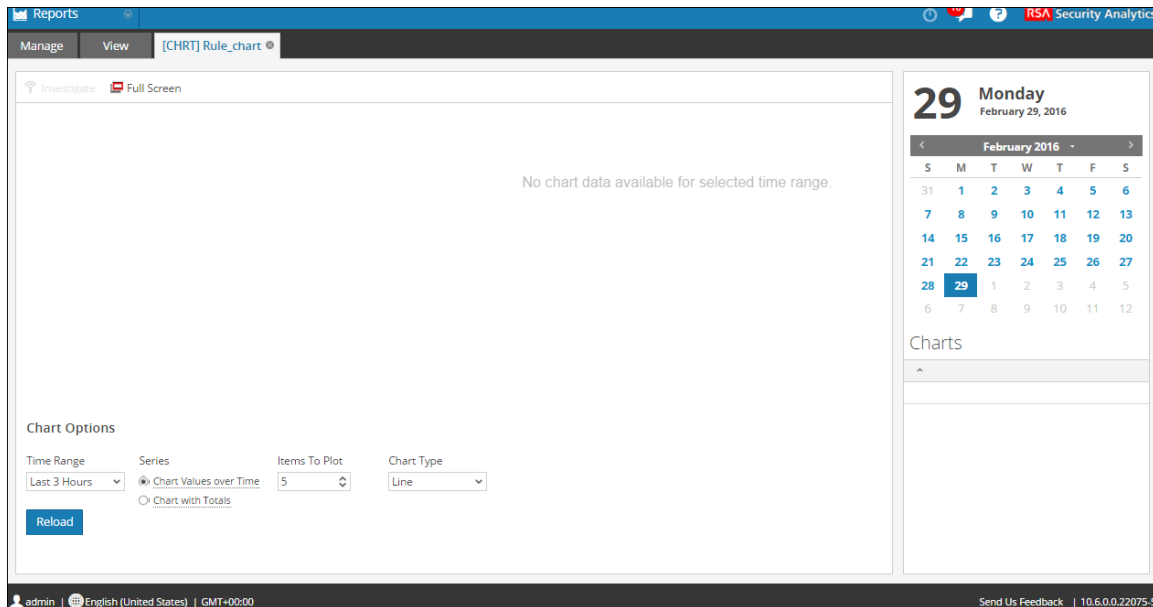 Reports
RSA Security Analytics
Manage View [CHRT] Rule_chart
Investigate Full Screen
No chart data available for selected time range.
29 Monday
February 29, 2016
February 2016
S M T W T F S
31 1 2 3 4 5 6
7 8 9 10 11 12 13
14 15 16 17 18 19 20
21 22 23 24 25 26 27
28 29 1 2 3 4 5
6 7 8 9 10 11 12
Charts
Chart Options
Time Range Series Items To Plot Chart Type
Last 3 Hours Chart Values over Time 5 Line
Chart with Totals
Reload
admin | English (United States) | GMT+00:00
Send Us Feedback | 10.6.0.0.22075-